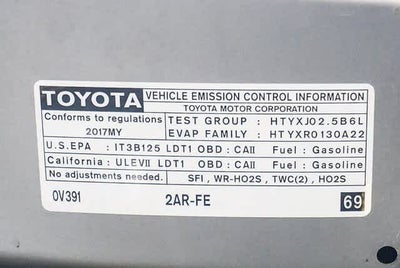 TOYOTA VEHICLE EMISSION CONTROL INFORMATION
TOYOTA MOTOR CORPORATION
Conforms to regulations
2017MY
TEST GROUP : HTYXJ02.5B6L
EVAP FAMILY : HTYXR0130A22
U.S.EPA : IT3B125 LDT1 OBD : CAII Fuel : Gasoline
California : ULEVII LDT1 OBD : CAII Fuel : Gasoline
No adjustments needed. SFI , WR-HO2S , TWC(2) , HO2S
0V391 2AR-FE 69